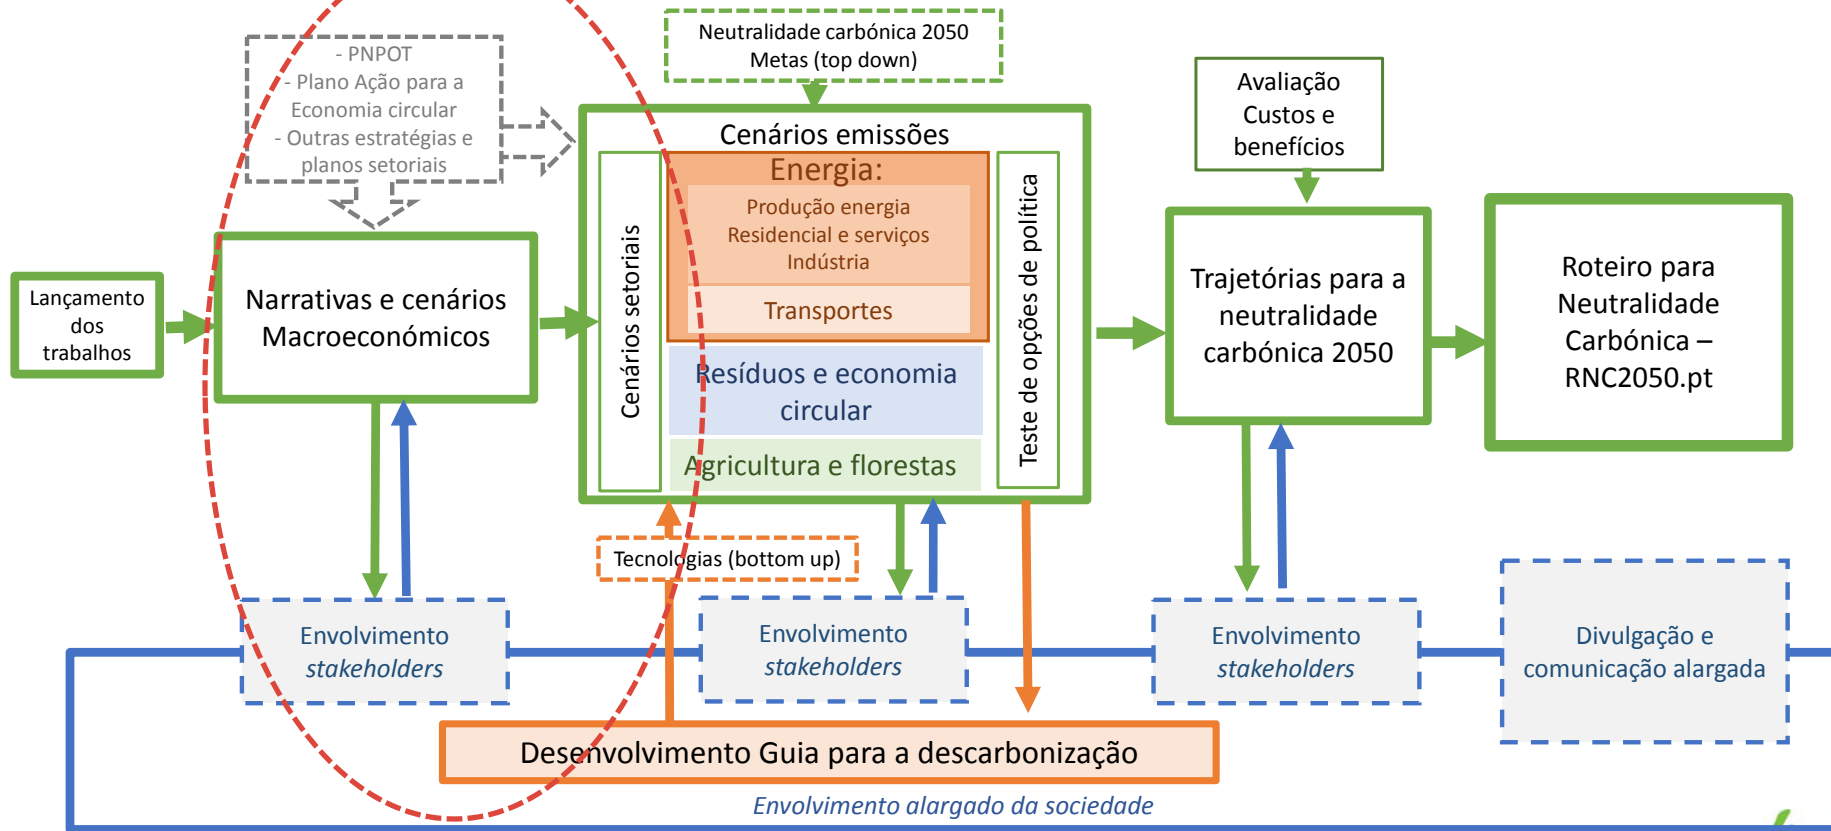 Neutralidade carbónica 2050
Metas (top down)
- PNPOT
- Plano Ação para a
Economia circular
- Outras estratégias e
planos setoriais
Avaliação
Custos e
benefícios
Cenários emissões
Cenários setoriais
Energia:
Produção energia
Residencial e serviços
Indústria
Transportes
Resíduos e economia
circular
Agricultura e florestas
Teste de opções de política
Lançamento
dos
trabalhos
Narrativas e cenários
Macroeconómicos
Trajetórias para a
neutralidade
carbónica 2050
Roteiro para
Neutralidade
Carbónica –
RNC2050.pt
Tecnologias (bottom up)
Envolvimento
stakeholders
Envolvimento
stakeholders
Envolvimento
stakeholders
Divulgação e
comunicação alargada
Desenvolvimento Guia para a descarbonização
Envolvimento alargado da sociedade